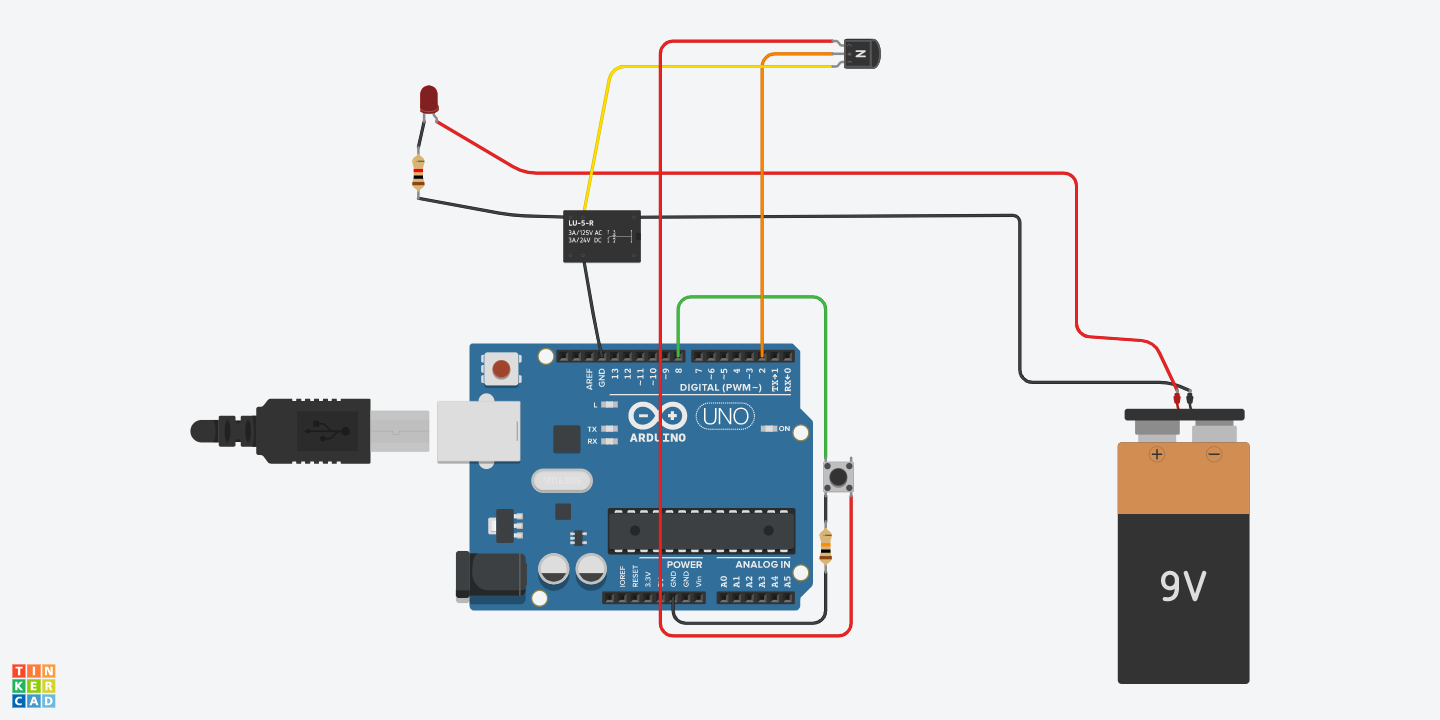 N
LU-5-R
3A/125V AC
3A/24V DC
AREF
GND
13
12
~11
~10
~9
8
7
~6
~5
4
~3
2
TX→1
RX←0
DIGITAL (PWM~)
L
TX
RX
ARDUINO
UNO
ON
POWER
ANALOG IN
IOREF
RESET
3.3V
GND
GND
Vin
A0
A1
A2
A3
A4
A5
+
−
9V
TIN
KER
CAD